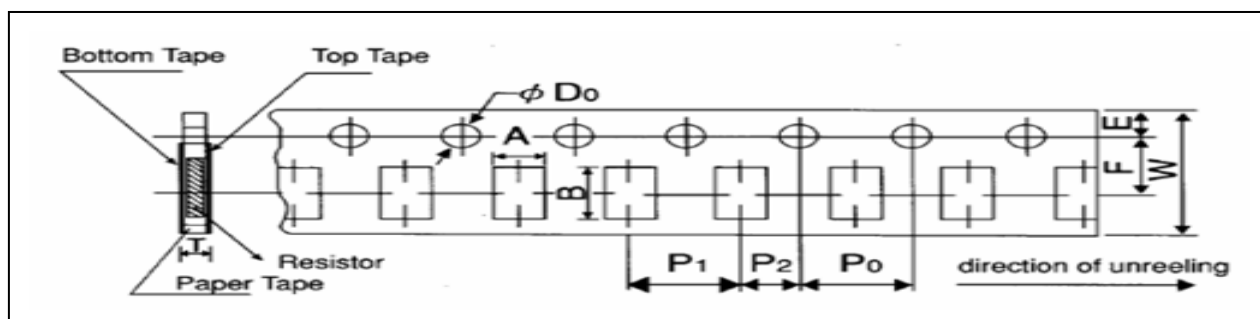 Bottom Tape
Top Tape
ϕ D0
A
B
E
F
W
T
Resistor
Paper Tape
P1
P2
P0
direction of unreeling